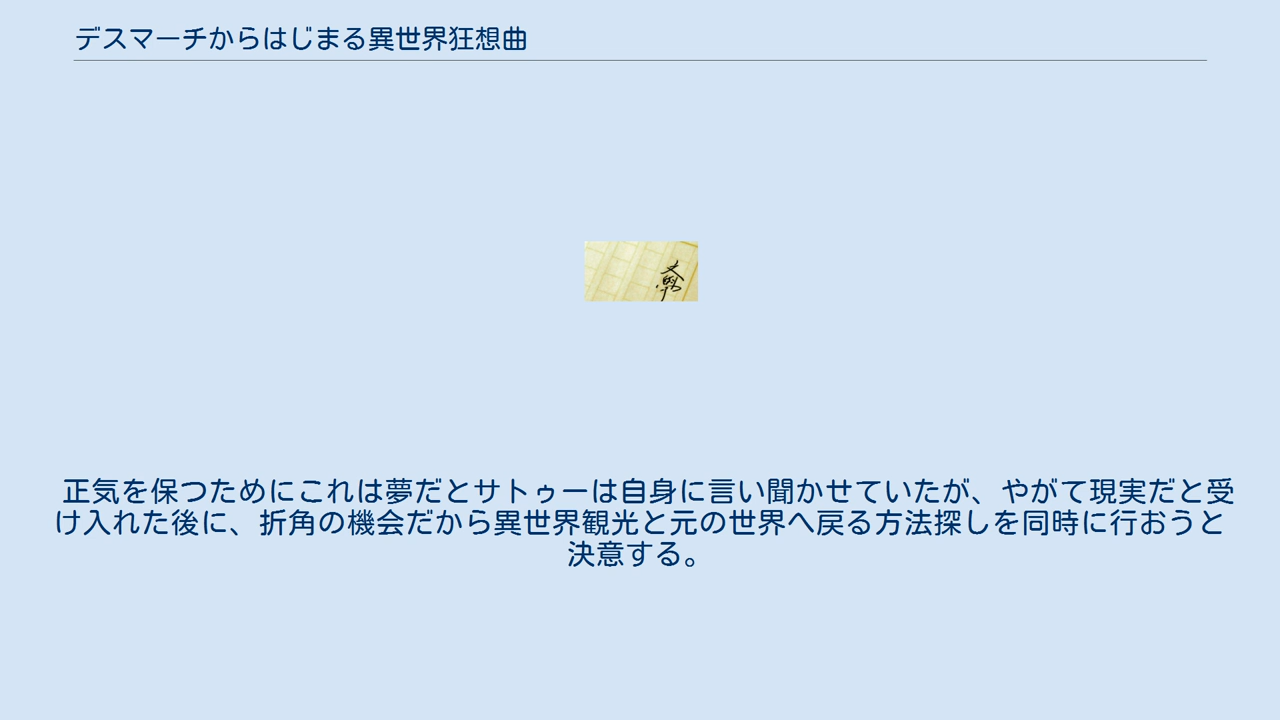 デスマーチからはじまる異世界狂想曲
正気を保つためにこれは夢だとサトゥーは自身に言い聞かせていたが、やがて現実だと受
け入れた後に、折角の機会だから異世界観光と元の世界へ戻る方法探しを同時に行おうと
決意する。